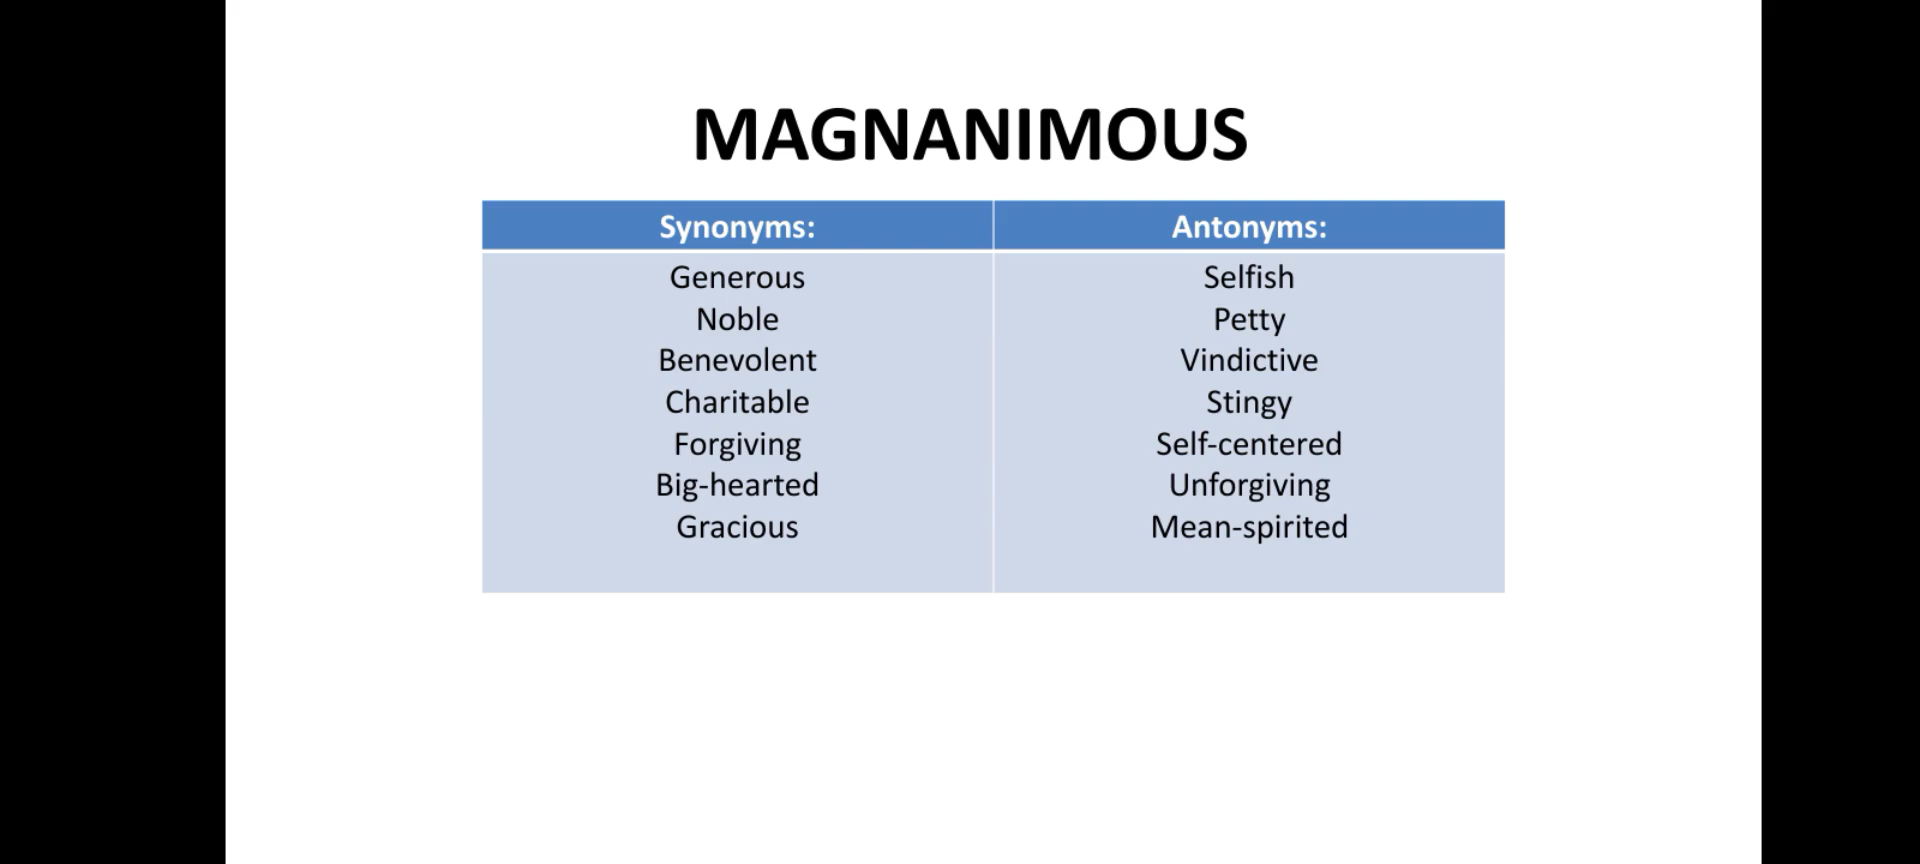 MAGNANIMOUS
Synonyms: Antonyms:
Generous Selfish
Noble Petty
Benevolent Vindictive
Charitable Stingy
Forgiving Self-centered
Big-hearted Unforgiving
Gracious Mean-spirited